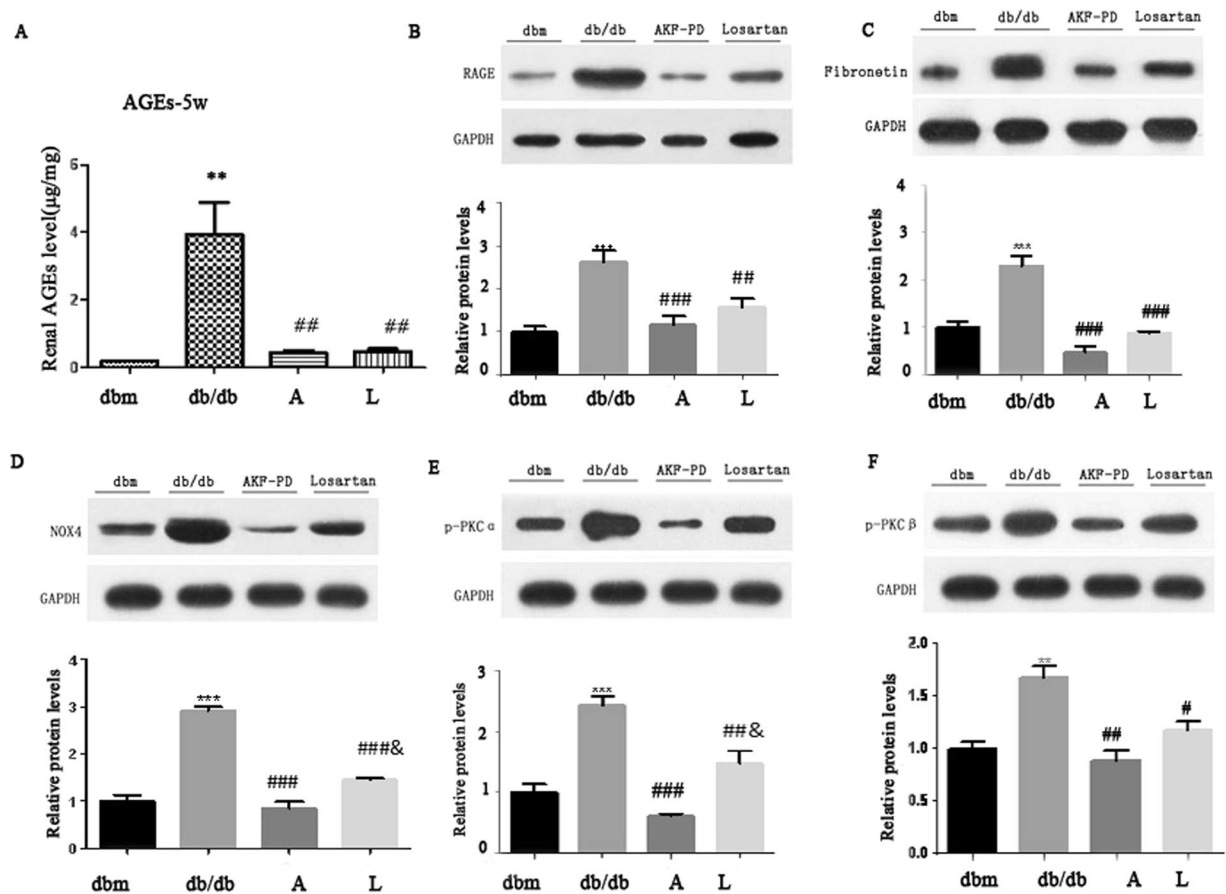 A
AGEs-5w
Renal AGEs level(μg/mg)
6
4
2
0
**
##
##
dbm db/db A L
B
dbm db/db AKF-PD Losartan
RAGE
GAPDH
Relative protein levels
4
3
2
1
0
***
###
##
dbm db/db A L
C
dbm db/db AKF-PD Losartan
Fibronetin
GAPDH
Relative protein levels
4
3
2
1
0
***
###
###
dbm db/db A L
D
dbm db/db AKF-PD Losartan
NOX4
GAPDH
Relative protein levels
4
3
2
1
0
***
###
###&
dbm db/db A L
E
dbm db/db AKF-PD Losartan
p-PKC α
GAPDH
Relative protein levels
3
2
1
0
***
###
##&
dbm db/db A L
F
dbm db/db AKF-PD Losartan
p-PKC β
GAPDH
Relative protein levels
2.0
1.5
1.0
0.5
0.0
**
##
#
dbm db/db A L